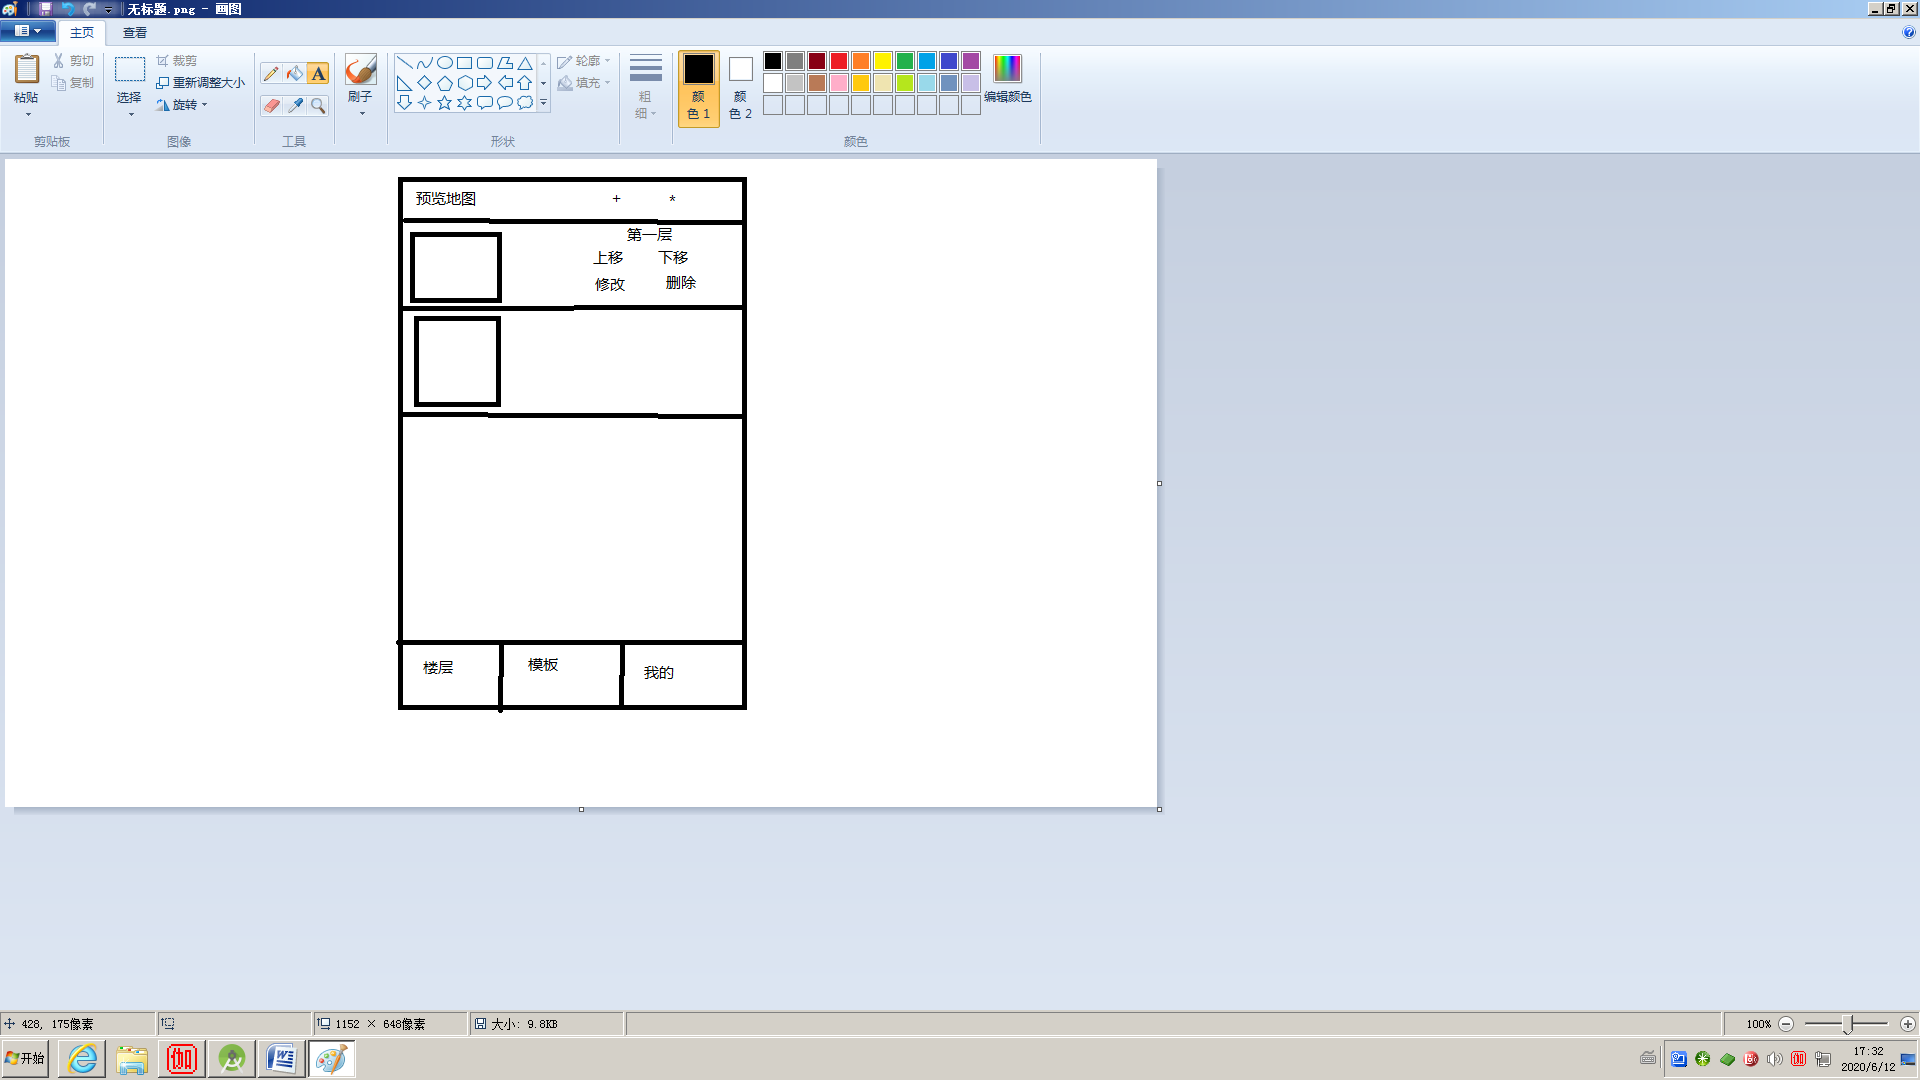 无标题.png - 画图
主页 查看
剪切 裁剪 轮廓
复制 重新调整大小 填充
粘贴 选择 旋转 A 刷子 粗细 颜色 1 颜色 2 编辑颜色
剪贴板 图像 工具 形状 颜色
预览地图 + *
第一层
上移 下移
修改 删除
楼层 模板 我的
428, 175像素 1152 × 648像素 大小: 9.8KB 100%
开始 伽 伽 17:32
2020/6/12